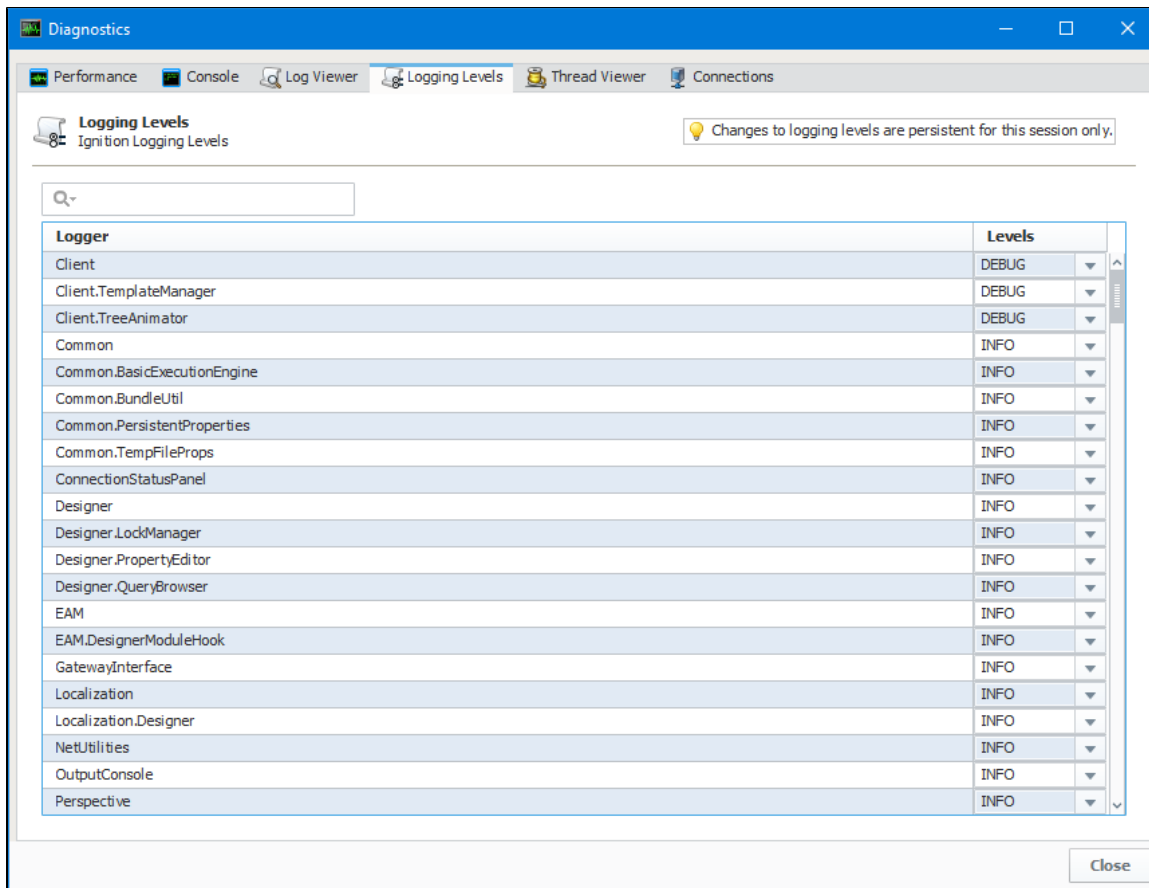 Diagnostics
Performance Console Log Viewer Logging Levels Thread Viewer Connections
Logging Levels
Ignition Logging Levels
Changes to logging levels are persistent for this session only.
Logger Levels
Client DEBUG
Client.TemplateManager DEBUG
Client.TreeAnimator DEBUG
Common INFO
Common.BasicExecutionEngine INFO
Common.BundleUtil INFO
Common.PersistentProperties INFO
Common.TempFileProps INFO
ConnectionStatusPanel INFO
Designer INFO
Designer.LockManager INFO
Designer.PropertyEditor INFO
Designer.QueryBrowser INFO
EAM INFO
EAM.DesignerModuleHook INFO
GatewayInterface INFO
Localization INFO
Localization.Designer INFO
NetUtilities INFO
OutputConsole INFO
Perspective INFO
Close